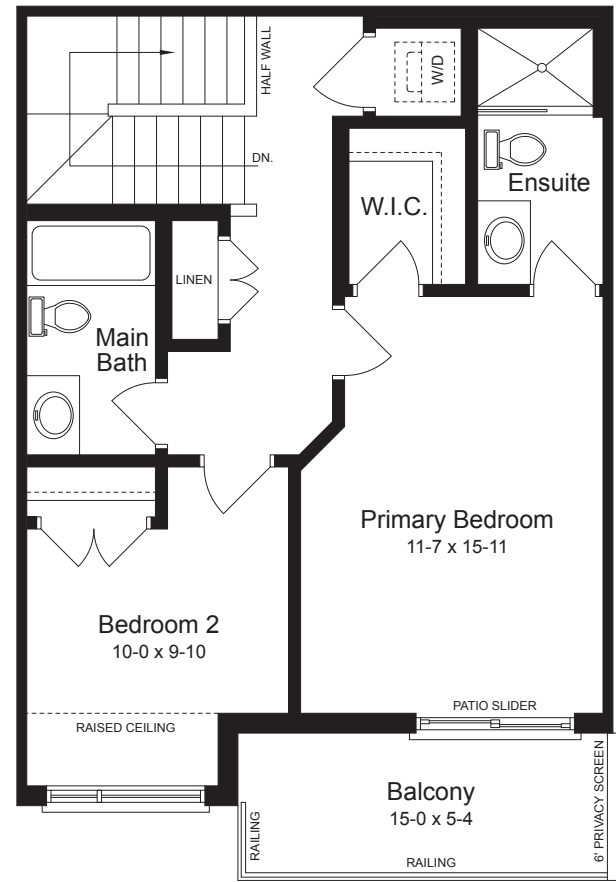 HALF WALL
W/D
DN.
W.I.C.
Ensuite
LINEN
Main
Bath
Primary Bedroom
11-7 x 15-11
Bedroom 2
10-0 x 9-10
RAISED CEILING
PATIO SLIDER
Balcony
15-0 x 5-4
RAILING
RAILING
6' PRIVACY SCREEN